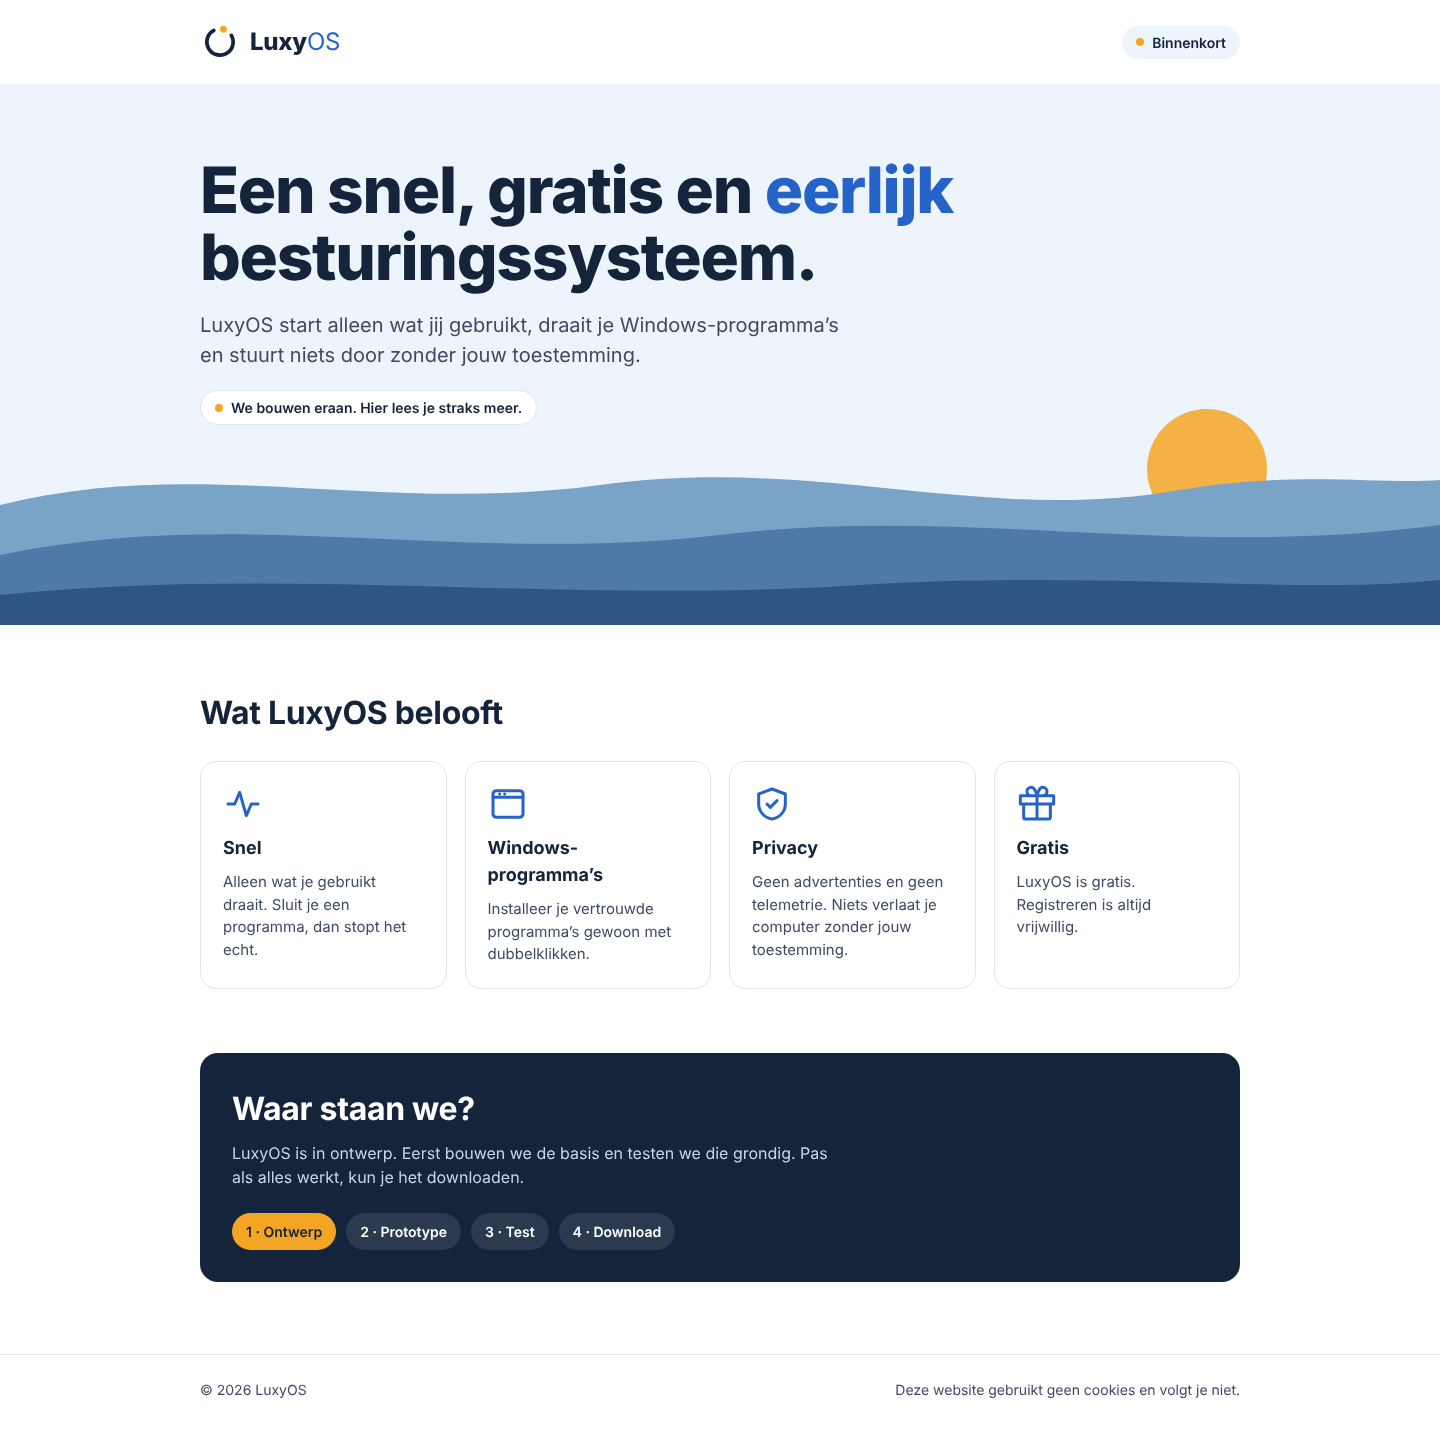 LuxyOS
Binnenkort
Een snel, gratis en eerlijk
besturingssysteem.
LuxyOS start alleen wat jij gebruikt, draait je Windows-programma’s
en stuurt niets door zonder jouw toestemming.
We bouwen eraan. Hier lees je straks meer.
Wat LuxyOS belooft
Snel
Alleen wat je gebruikt
draait. Sluit je een
programma, dan stopt het
echt.
Windows-
programma’s
Installeer je vertrouwde
programma’s gewoon met
dubbelklikken.
Privacy
Geen advertenties en geen
telemetrie. Niets verlaat je
computer zonder jouw
toestemming.
Gratis
LuxyOS is gratis.
Registreren is altijd
vrijwillig.
Waar staan we?
LuxyOS is in ontwerp. Eerst bouwen we de basis en testen we die grondig. Pas
als alles werkt, kun je het downloaden.
1 · Ontwerp
2 · Prototype
3 · Test
4 · Download
© 2026 LuxyOS
Deze website gebruikt geen cookies en volgt je niet.